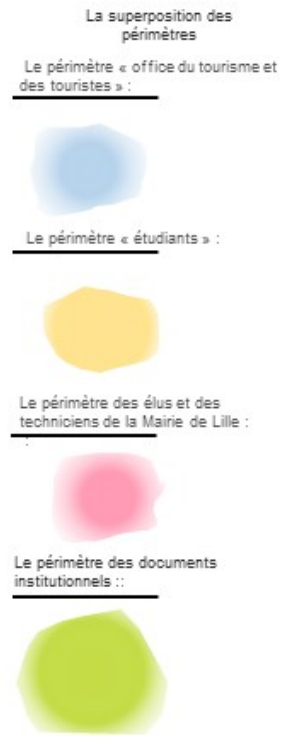 La superposition des
périmètres
Le périmètre « office du tourisme et
des touristes » :
Le périmètre « étudiants » :
Le périmètre des élus et des
techniciens de la Mairie de Lille :
:
Le périmètre des documents
institutionnels ::